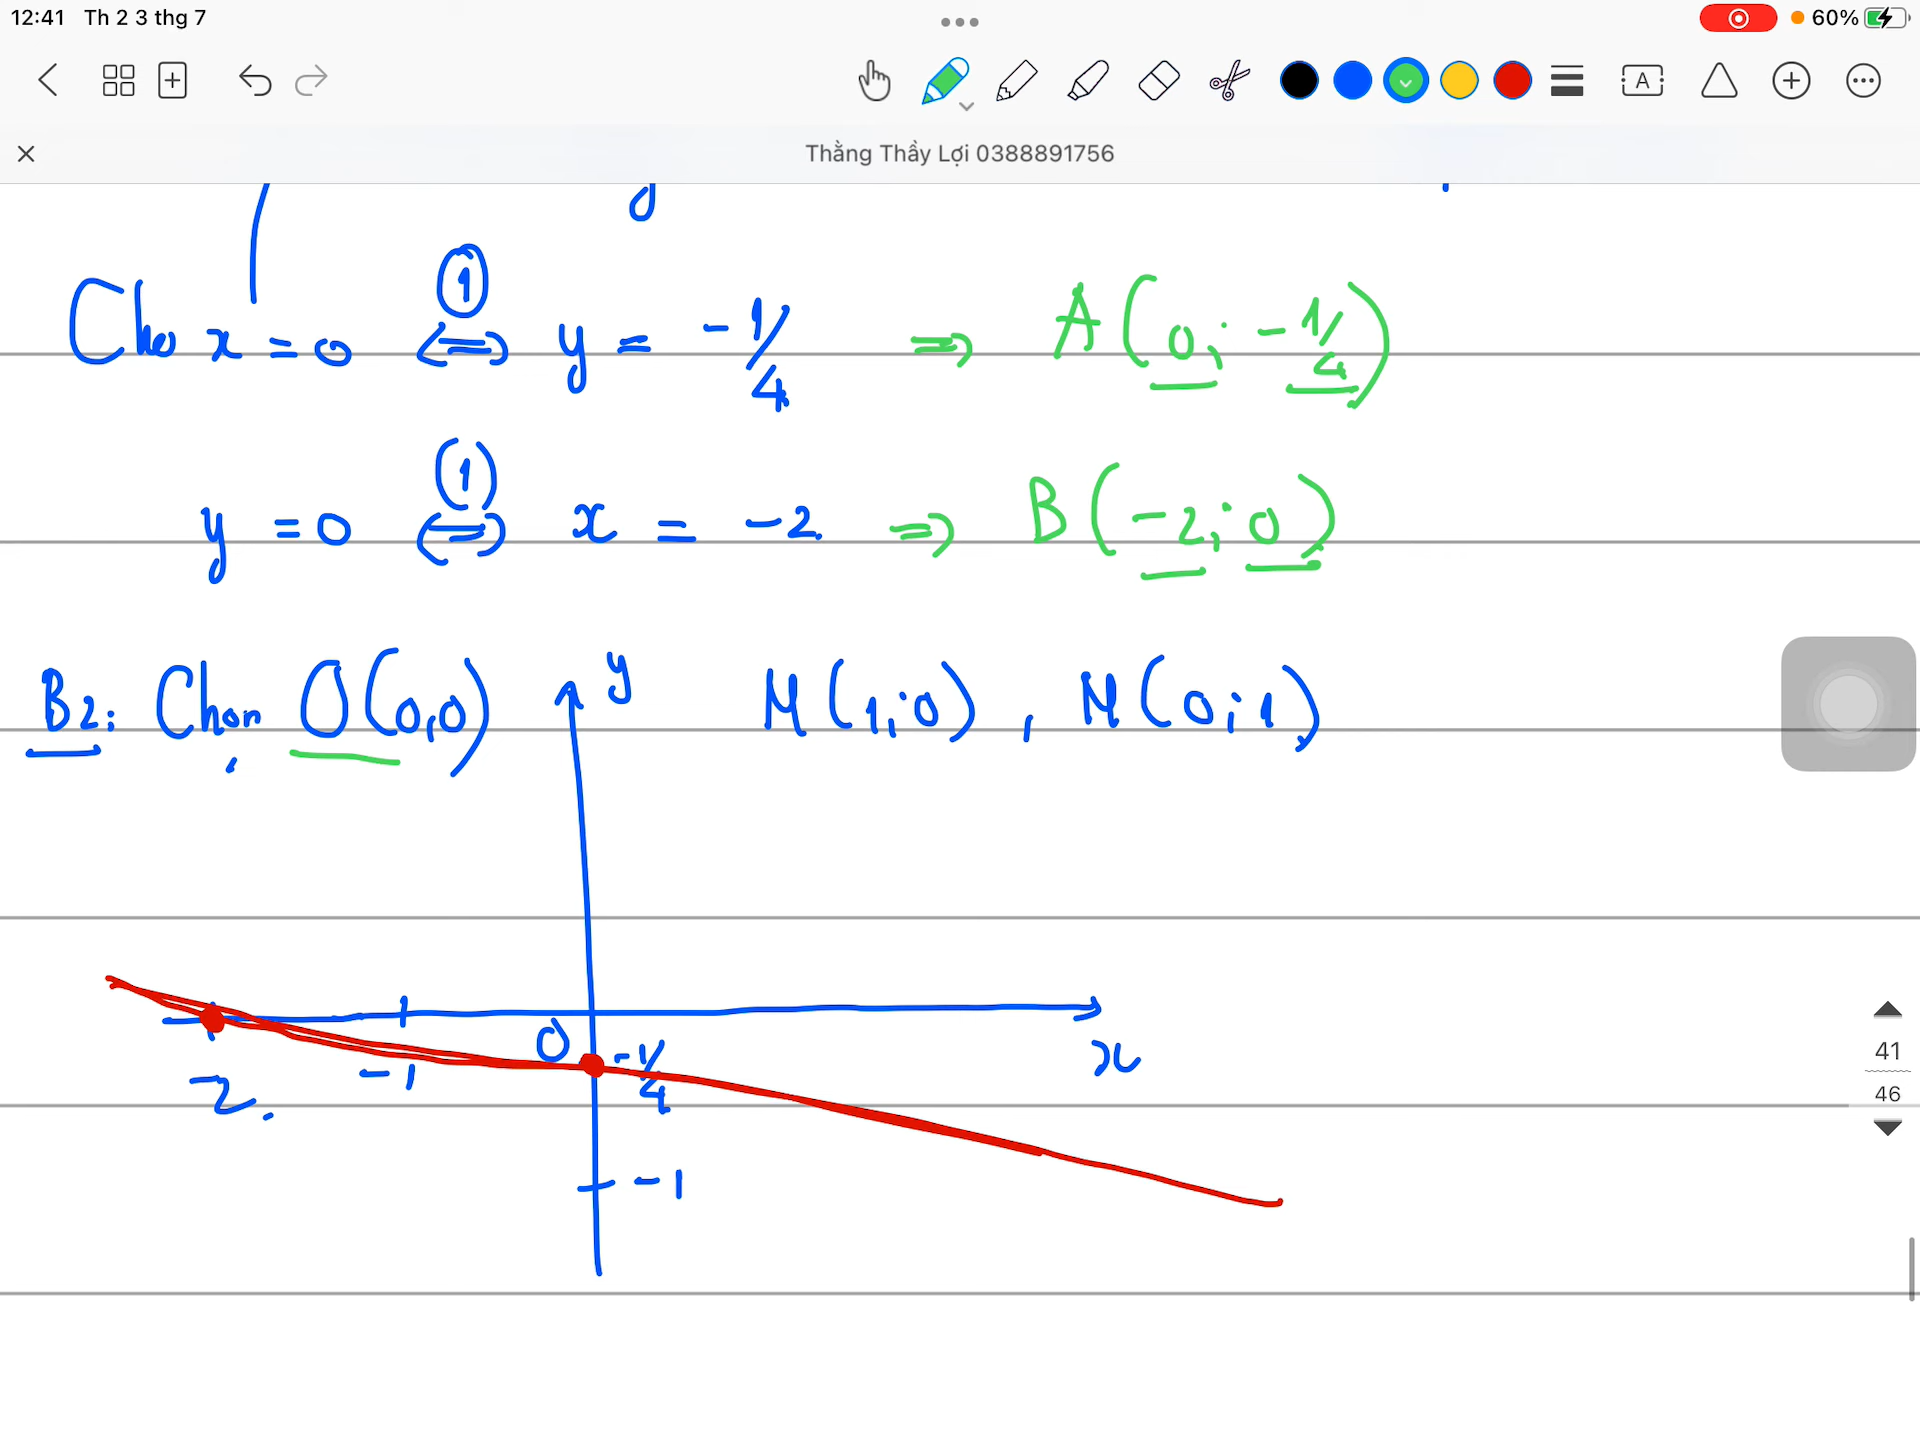 12:41 Th 2 3 thg 7
60%
A
Thằng Thầy Lợi 0388891756
y
Cho x = 0 <=> (1) y = -1/4 => A(0; -1/4)
y = 0 <=> (1) x = -2. => B(-2; 0)
B2: Chọn O(0,0) y M(1;0), N(0;1)
O -1/4 x
-2. -1
-1
41
46